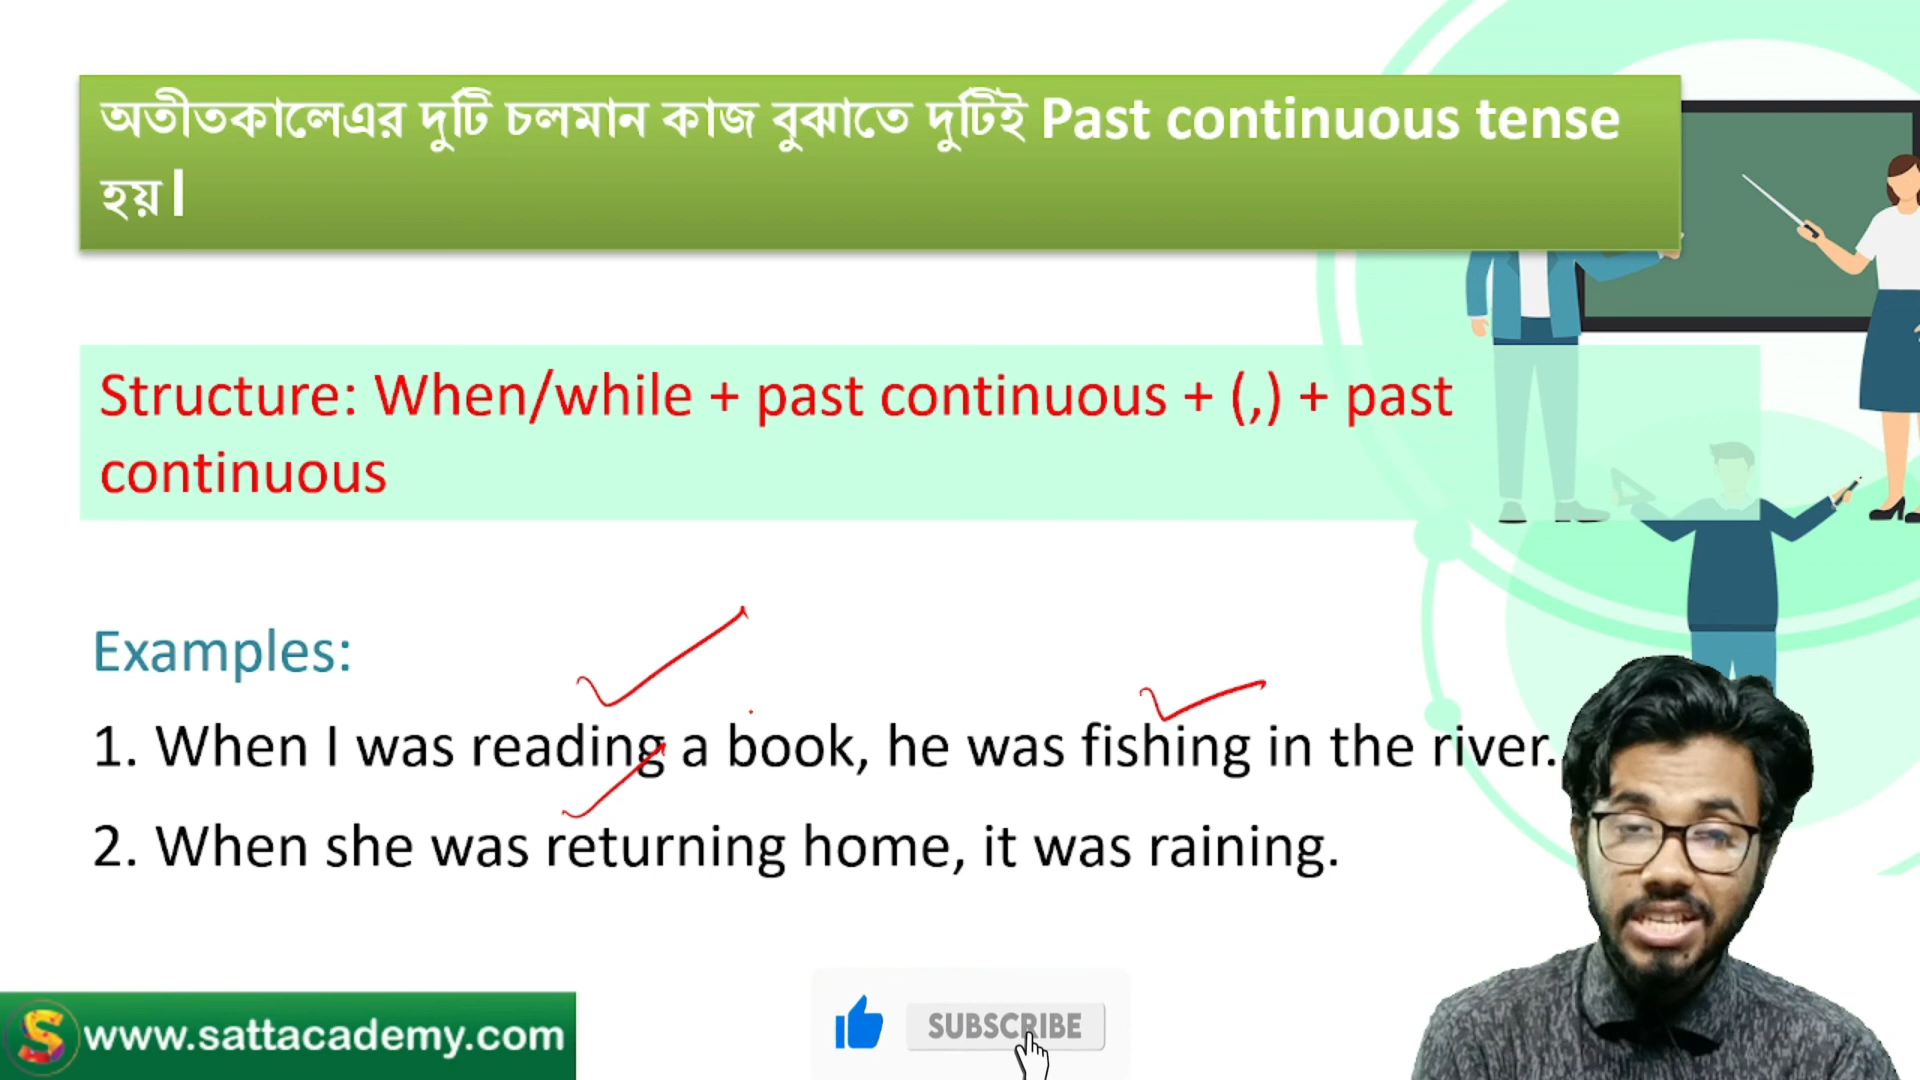 অতীতকালেএর দুটি চলমান কাজ বুঝাতে দুটিই Past continuous tense
হয়।
Structure: When/while + past continuous + (,) + past
continuous
Examples:
1. When I was reading a book, he was fishing in the river.
2. When she was returning home, it was raining.
www.sattacademy.com
SUBSCRIBE